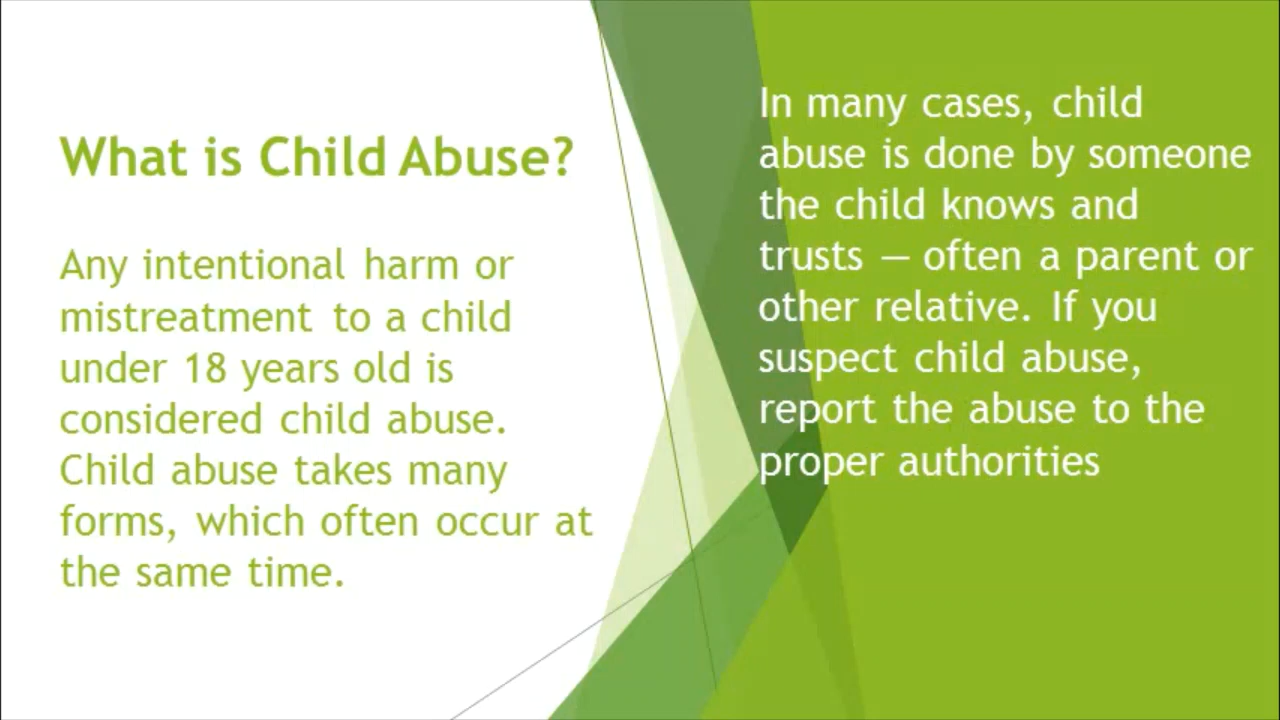 What is Child Abuse?
Any intentional harm or
mistreatment to a child
under 18 years old is
considered child abuse.
Child abuse takes many
forms, which often occur at
the same time.
In many cases, child
abuse is done by someone
the child knows and
trusts — often a parent or
other relative. If you
suspect child abuse,
report the abuse to the
proper authorities